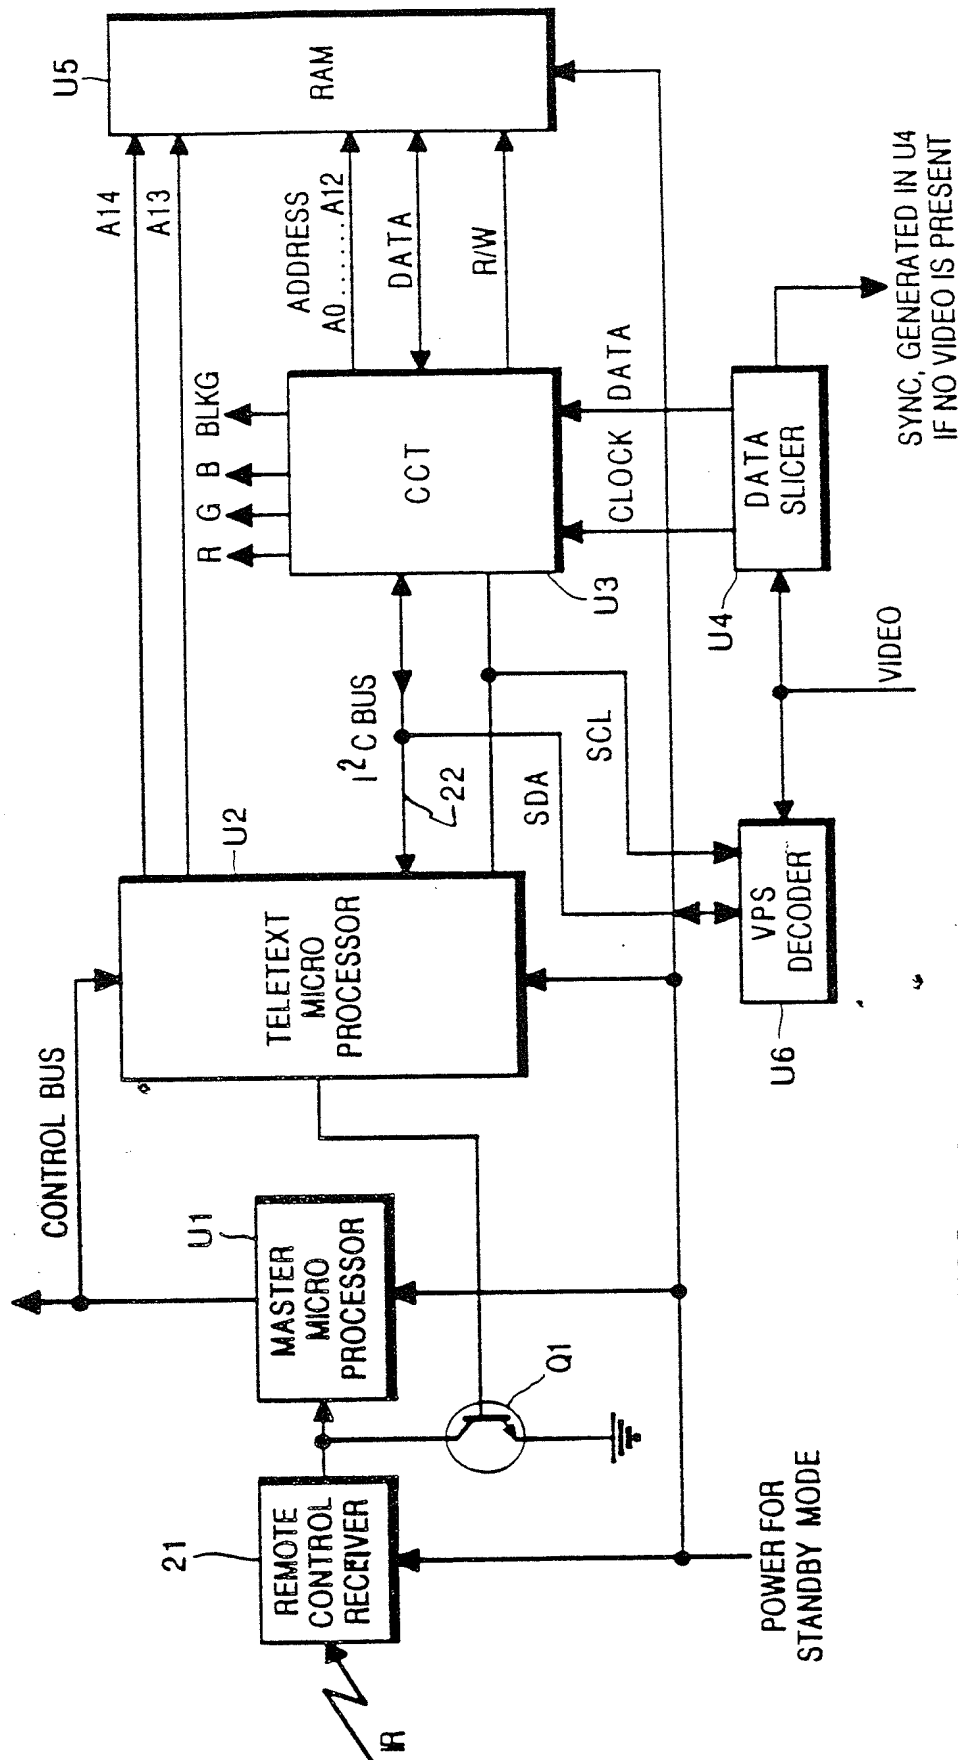 IR
REMOTE
CONTROL
RECEIVER
21
POWER FOR
STANDBY MODE
Q1
MASTER
MICRO
PROCESSOR
U1
CONTROL BUS
TELETEXT
MICRO
PROCESSOR
U2
I²C BUS
22
SDA
SCL
VPS
DECODER
U6
VIDEO
CCT
U3
R
G
B
BLKG
CLOCK
DATA
DATA
SLICER
U4
SYNC, GENERATED IN U4
IF NO VIDEO IS PRESENT
A14
A13
ADDRESS
A0.......A12
DATA
R/W
RAM
U5